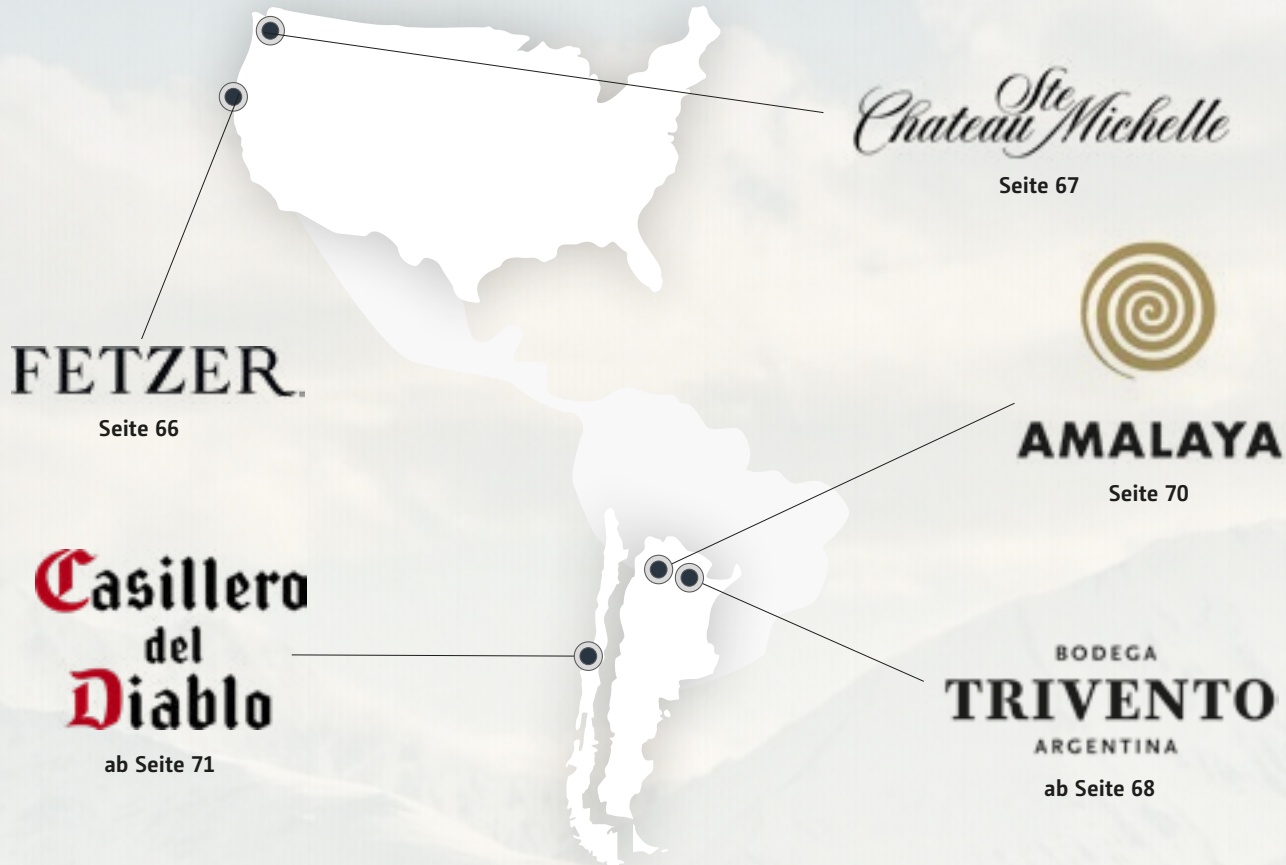 Ste
Chateau Michelle
Seite 67
FETZER
Seite 66
AMALAYA
Seite 70
Casillero
del
Diablo
ab Seite 71
BODEGA
TRIVENTO
ARGENTINA
ab Seite 68